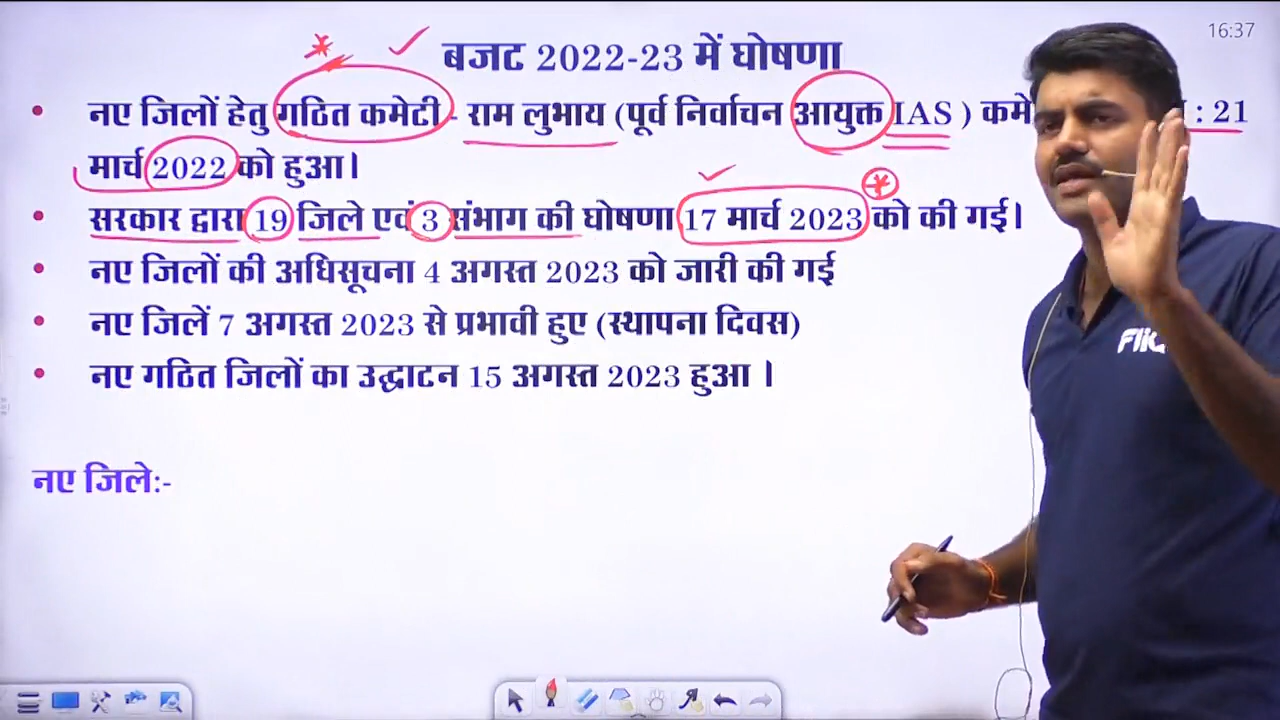 16:37
बजट 2022-23 में घोषणा
• नए जिलों हेतु गठित कमेटी - राम लुभाय (पूर्व निर्वाचन आयुक्त IAS ) कमे : 21
मार्च 2022 को हुआ।
• सरकार द्वारा 19 जिले एवं 3 संभाग की घोषणा 17 मार्च 2023 को की गई।
• नए जिलों की अधिसूचना 4 अगस्त 2023 को जारी की गई
• नए जिलें 7 अगस्त 2023 से प्रभावी हुए (स्थापना दिवस)
• नए गठित जिलों का उद्घाटन 15 अगस्त 2023 हुआ ।
नए जिले:-